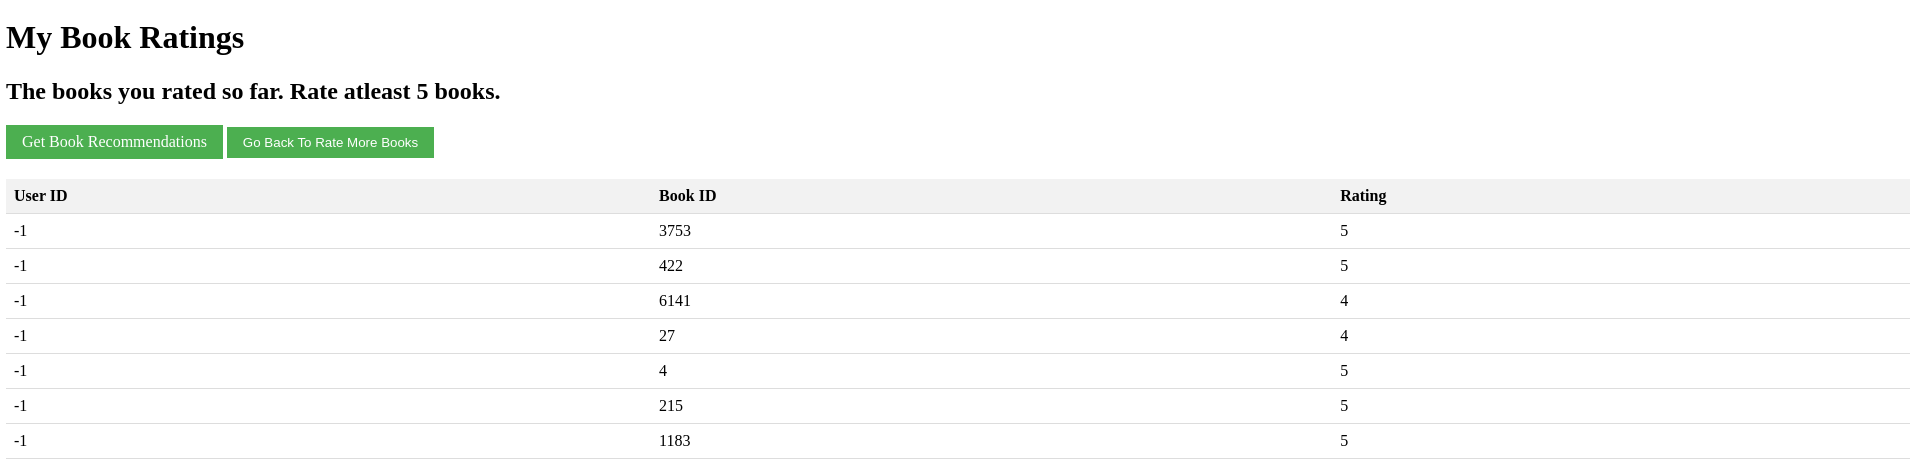 My Book Ratings
The books you rated so far. Rate atleast 5 books.
Get Book Recommendations Go Back To Rate More Books
User ID Book ID Rating
-1 3753 5
-1 422 5
-1 6141 4
-1 27 4
-1 4 5
-1 215 5
-1 1183 5